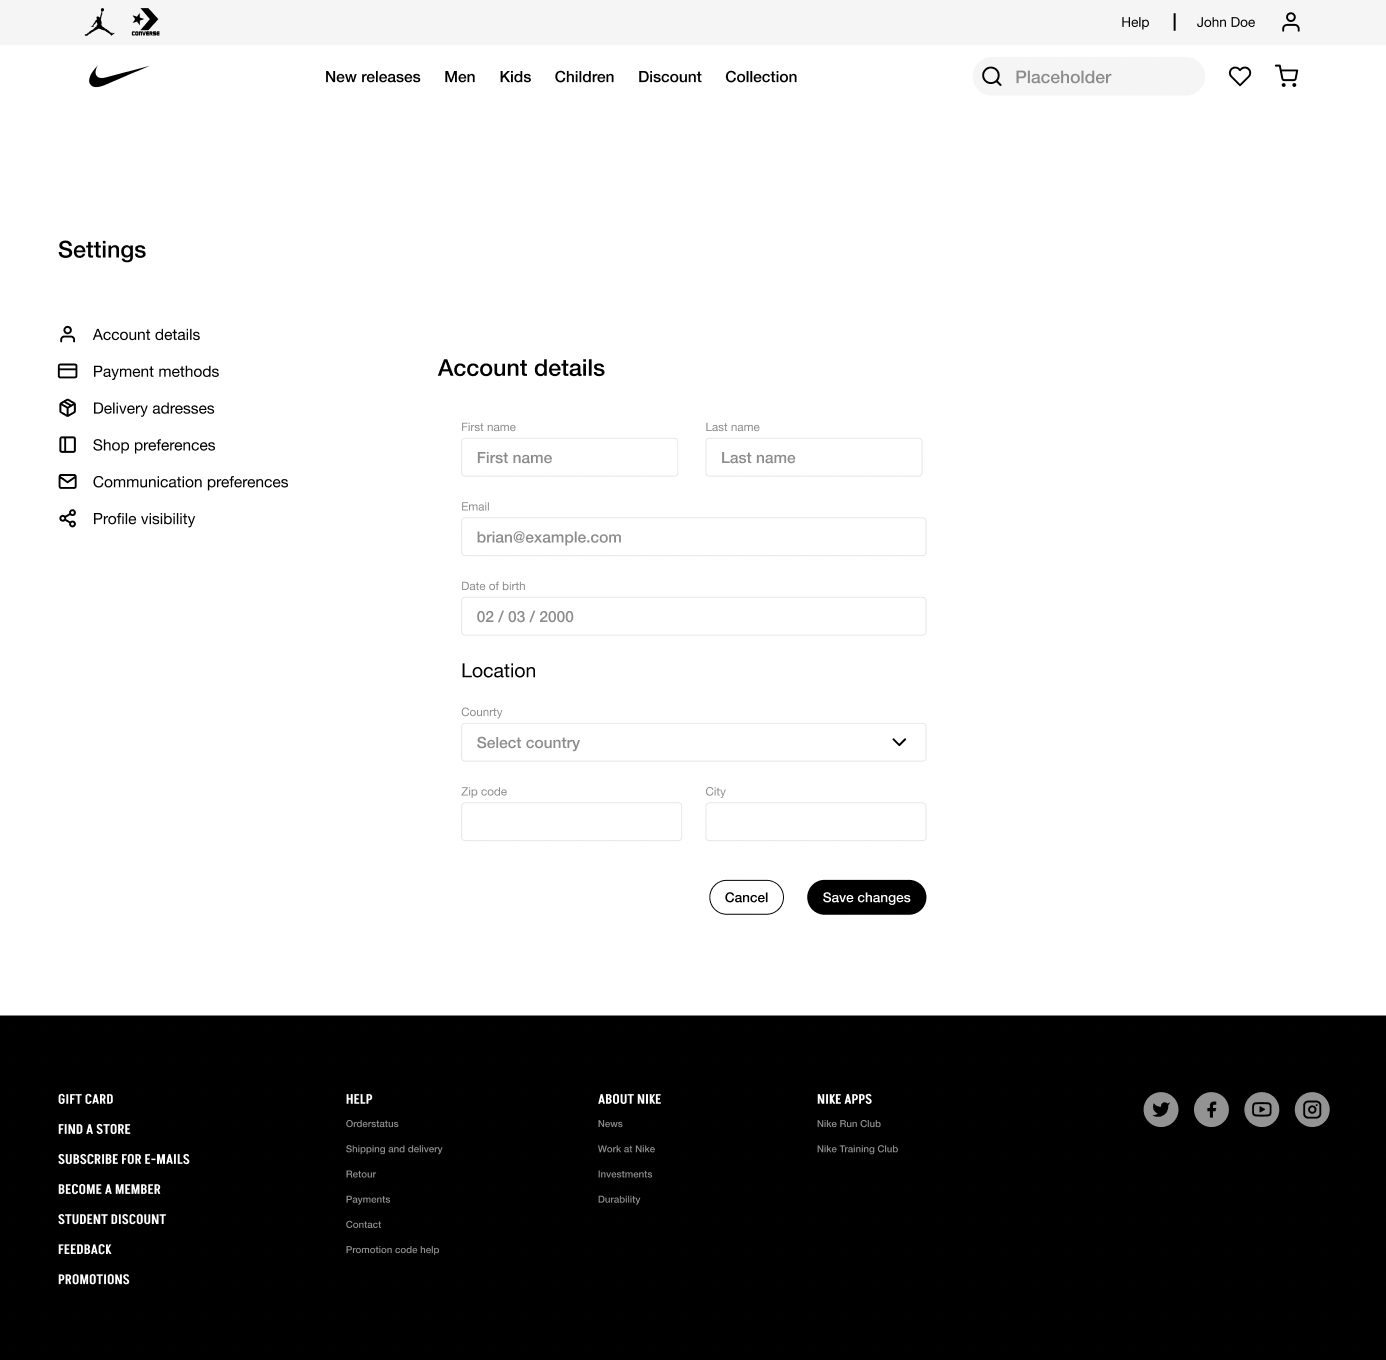 CONVERSE
Help | John Doe
New releases Men Kids Children Discount Collection
Placeholder
Settings
Account details
Payment methods
Delivery adresses
Shop preferences
Communication preferences
Profile visibility
Account details
First name Last name
First name Last name
Email
brian@example.com
Date of birth
02 / 03 / 2000
Location
Counrty
Select country
Zip code City
Cancel Save changes
GIFT CARD
FIND A STORE
SUBSCRIBE FOR E-MAILS
BECOME A MEMBER
STUDENT DISCOUNT
FEEDBACK
PROMOTIONS
HELP
Orderstatus
Shipping and delivery
Retour
Payments
Contact
Promotion code help
ABOUT NIKE
News
Work at Nike
Investments
Durability
NIKE APPS
Nike Run Club
Nike Training Club